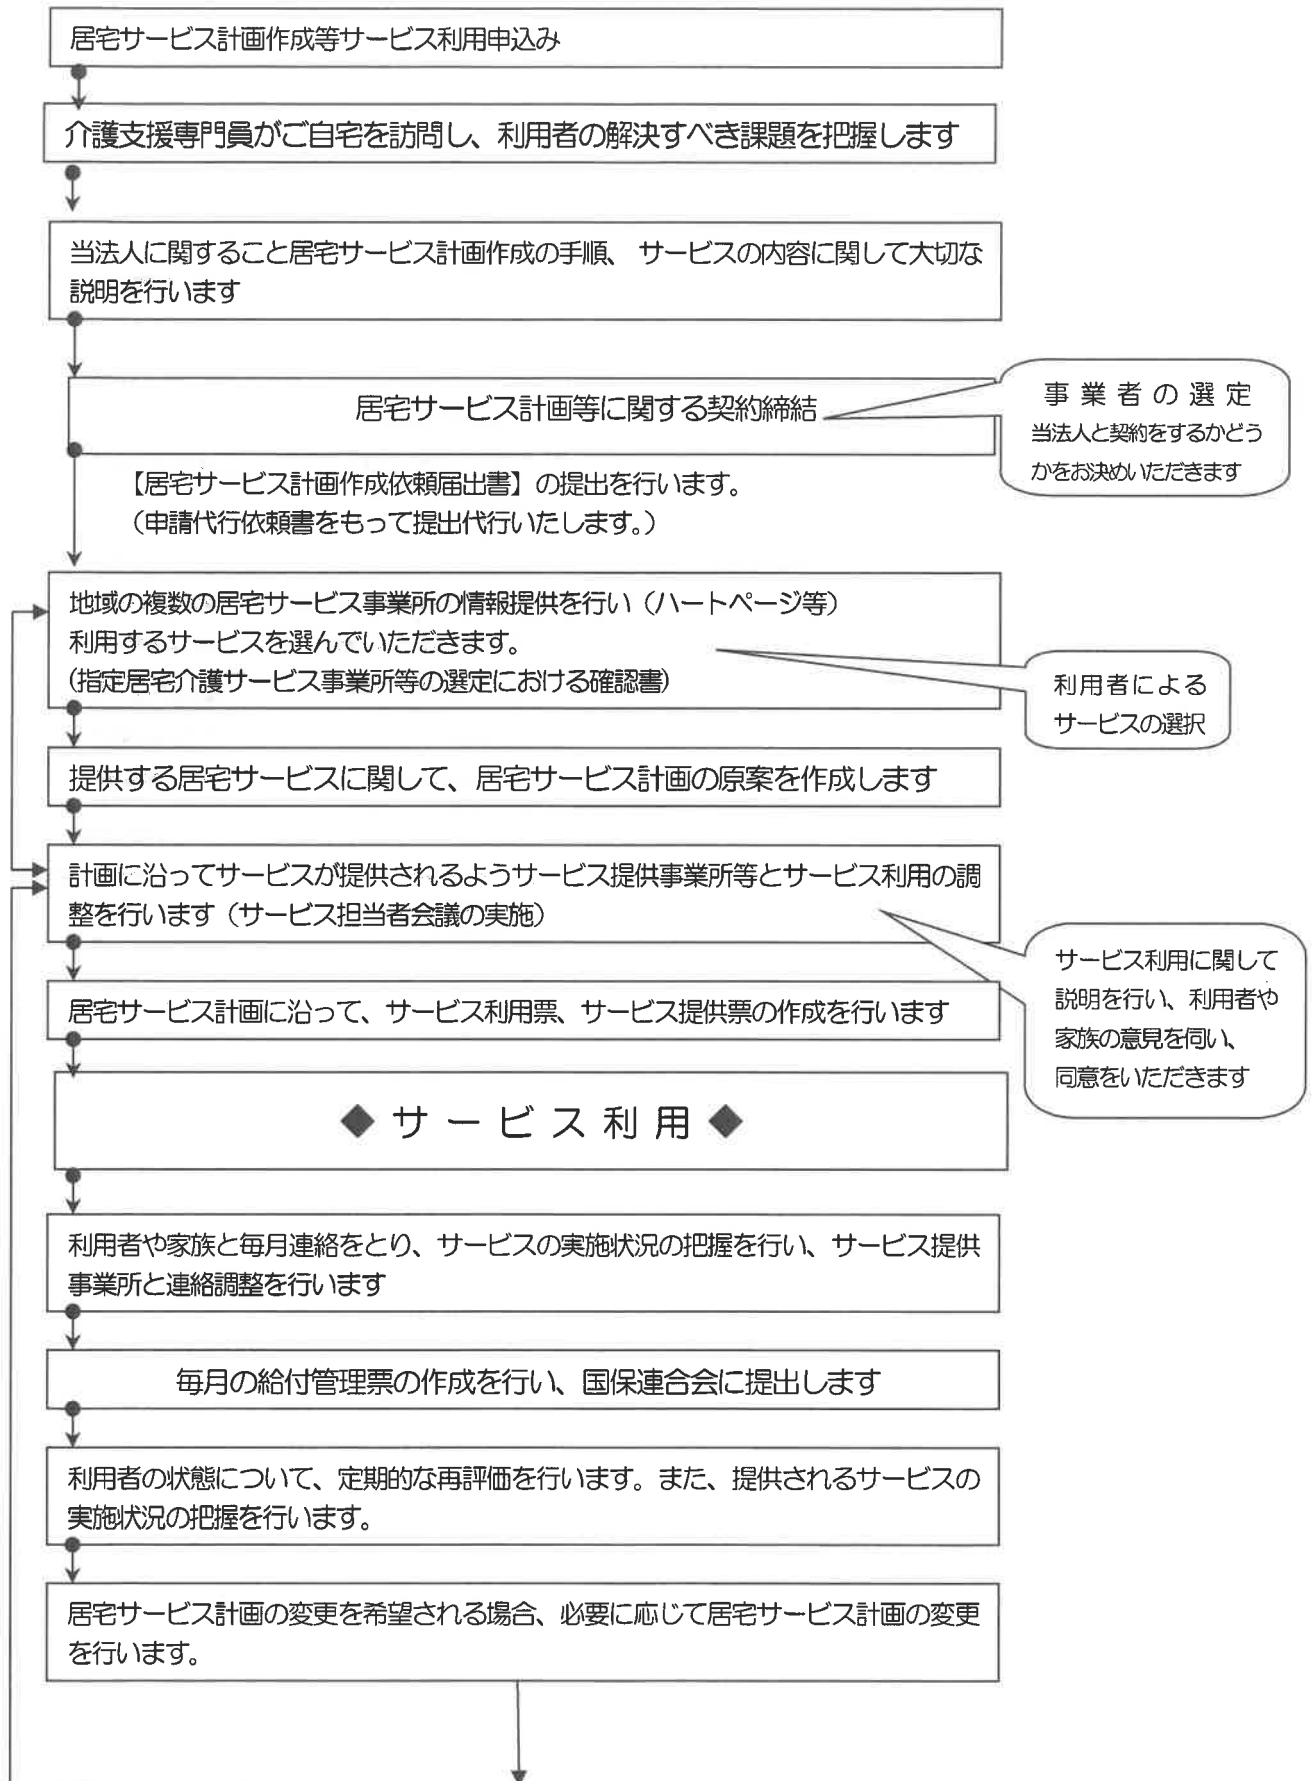 居宅サービス計画作成等サービス利用申込み
介護支援専門員がご自宅を訪問し、利用者の解決すべき課題を把握します
当法人に関すること居宅サービス計画作成の手順、サービスの内容に関して大切な
説明を行います
居宅サービス計画等に関する契約締結
事業者の選定
当法人と契約をするかどう
かをお決めいただきます
【居宅サービス計画作成依頼届出書】の提出を行います。
（申請代行依頼書をもって提出代行いたします。）
地域の複数の居宅サービス事業所の情報提供を行い（ハートページ等）
利用するサービスを選んでいただきます。
(指定居宅介護サービス事業所等の選定における確認書)
利用者による
サービスの選択
提供する居宅サービスに関して、居宅サービス計画の原案を作成します
計画に沿ってサービスが提供されるようサービス提供事業所等とサービス利用の調
整を行います（サービス担当者会議の実施）
サービス利用に関して
説明を行い、利用者や
家族の意見を伺い、
同意をいただきます
居宅サービス計画に沿って、サービス利用票、サービス提供票の作成を行います
◆サービス利用◆
利用者や家族と毎月連絡をとり、サービスの実施状況の把握を行い、サービス提供
事業所と連絡調整を行います
毎月の給付管理票の作成を行い、国保連合会に提出します
利用者の状態について、定期的な再評価を行います。また、提供されるサービスの
実施状況の把握を行います。
居宅サービス計画の変更を希望される場合、必要に応じて居宅サービス計画の変更
を行います。